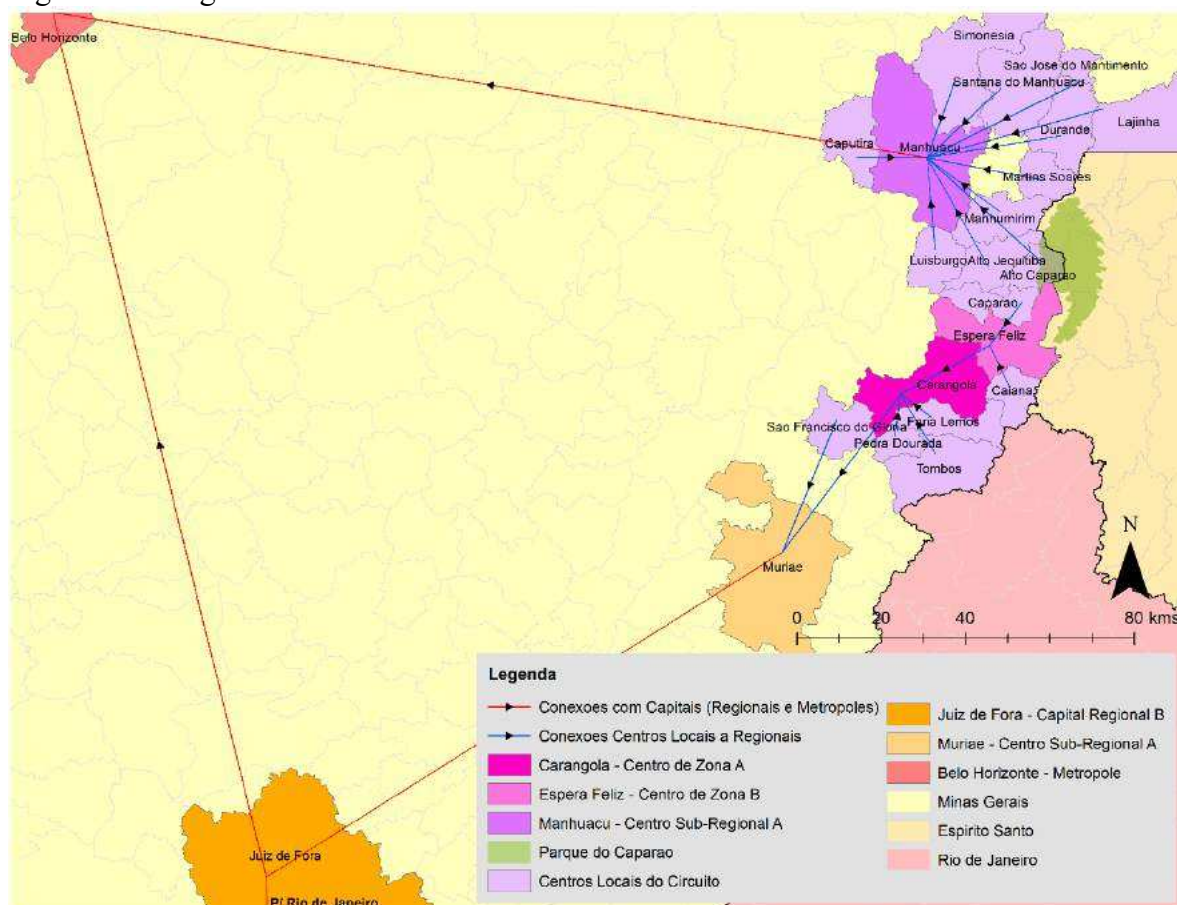 Belo Horizonte
Simonesia
Sao Jose do Mantimento
Santana do Manhuacu
Lajinha
Durande
Caputira
Manhuacu
Martins Soares
Manhumirim
Luisburgo
Alto Jequitiba
Alto Caparao
Caparao
Espera Feliz
Carangola
Caiana
Faria Lemos
Sao Francisco do Gloria
Pedra Dourada
Tombos
Muriae
N
0 20 40 80 kms
Juiz de Fora
P/ Rio de Janeiro
Legenda
Conexoes com Capitais (Regionais e Metropoles)
Conexoes Centros Locais a Regionais
Carangola - Centro de Zona A
Espera Feliz - Centro de Zona B
Manhuacu - Centro Sub-Regional A
Parque do Caparao
Centros Locais do Circuito
Juiz de Fora - Capital Regional B
Muriae - Centro Sub-Regional A
Belo Horizonte - Metropole
Minas Gerais
Espirito Santo
Rio de Janeiro